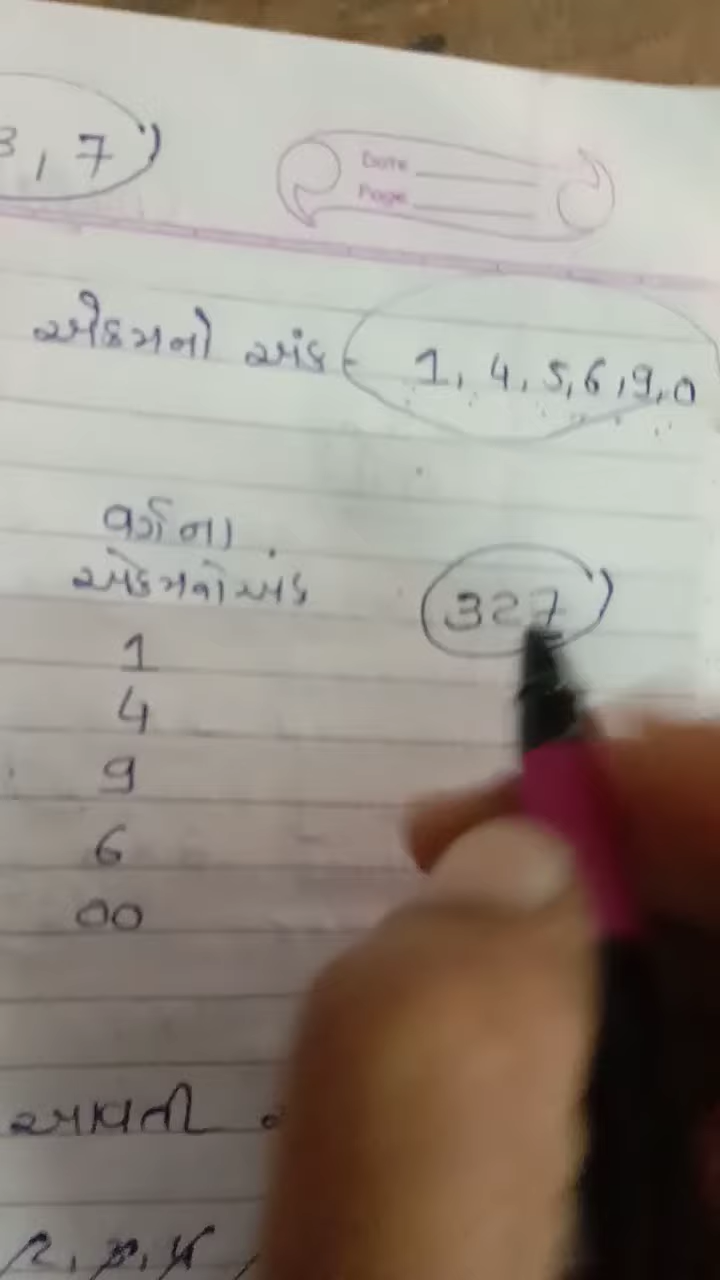 3, 7
Date
Page
એકમનો અંક - 1, 4, 5, 6, 9, 0
વર્ગના
એકમનો અંક
327
1
4
9
6
00
આવતી